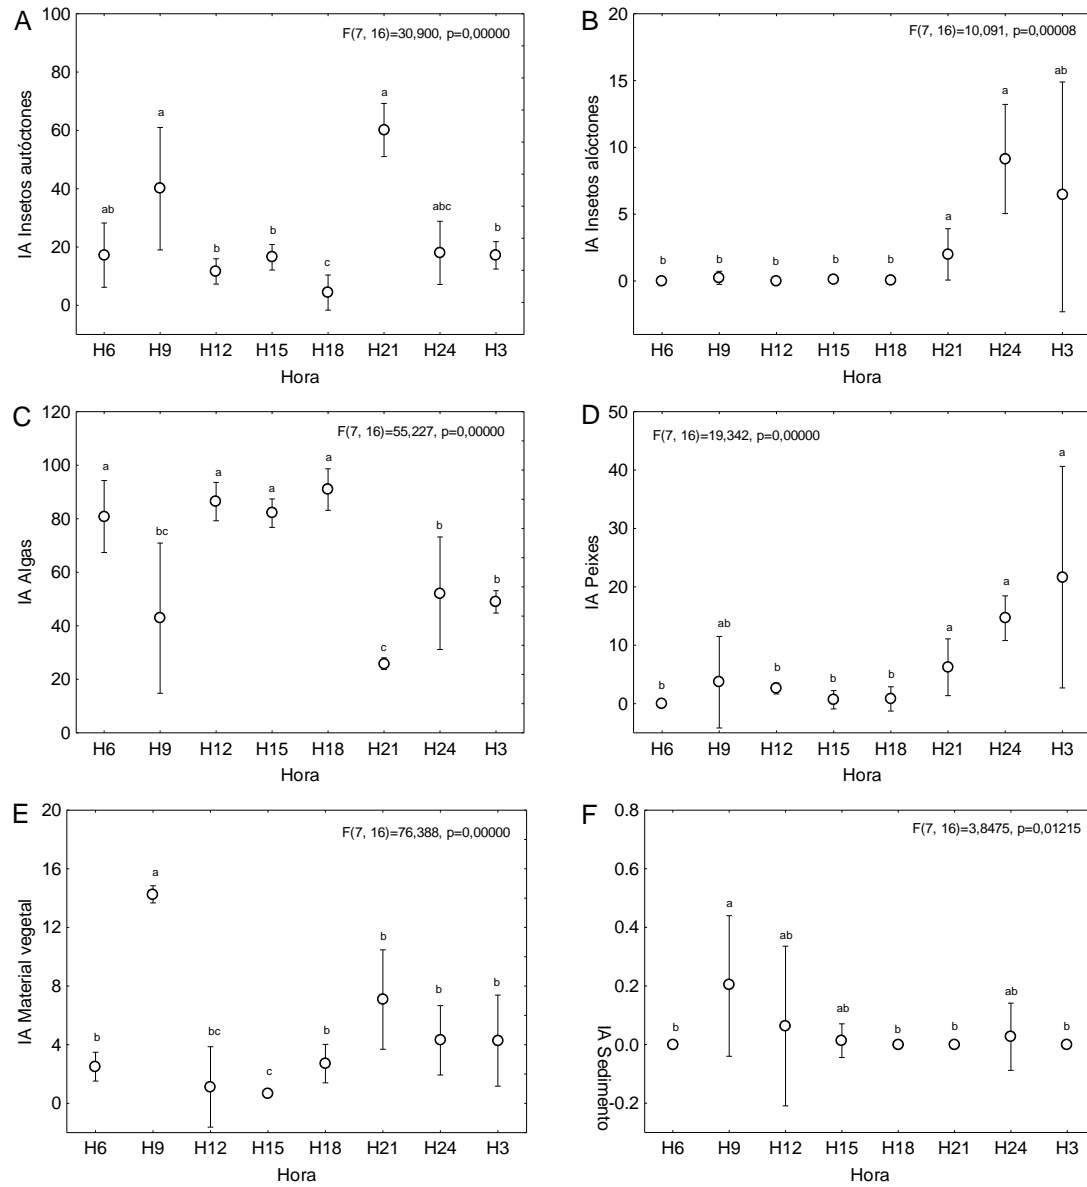 A
F(7, 16)=30,900, p=0,00000
IA Insetos autóctones
100
80
60
40
20
0
ab
a
b
b
c
a
abc
b
H6 H9 H12 H15 H18 H21 H24 H3
Hora
B
F(7, 16)=10,091, p=0,00008
IA Insetos alóctones
20
15
10
5
0
b
b
b
b
b
a
a
ab
H6 H9 H12 H15 H18 H21 H24 H3
Hora
C
F(7, 16)=55,227, p=0,00000
IA Algas
120
100
80
60
40
20
0
a
bc
a
a
a
c
b
b
H6 H9 H12 H15 H18 H21 H24 H3
Hora
D
F(7, 16)=19,342, p=0,00000
IA Peixes
50
40
30
20
10
0
b
ab
b
b
b
a
a
a
H6 H9 H12 H15 H18 H21 H24 H3
Hora
E
F(7, 16)=76,388, p=0,00000
IA Material vegetal
20
16
12
8
4
0
b
a
bc
c
b
b
b
b
H6 H9 H12 H15 H18 H21 H24 H3
Hora
F
F(7, 16)=3,8475, p=0,01215
IA Sedimento
0.8
0.6
0.4
0.2
0.0
-0.2
b
a
ab
ab
b
b
ab
b
H6 H9 H12 H15 H18 H21 H24 H3
Hora